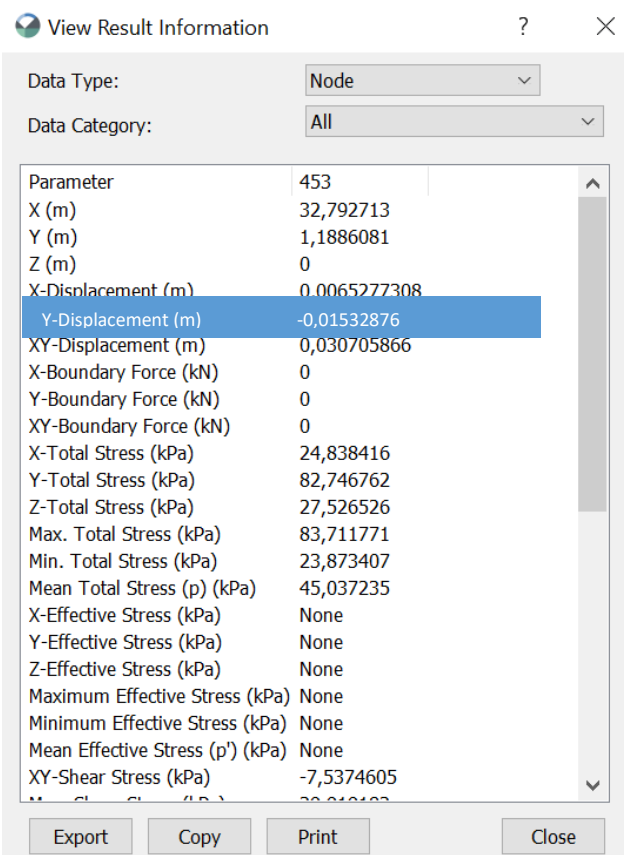 View Result Information ? ×
Data Type: Node
Data Category: All
Parameter 453
X (m) 32,792713
Y (m) 1,1886081
Z (m) 0
X-Displacement (m) 0,0065277308
Y-Displacement (m) -0,01532876
XY-Displacement (m) 0,030705866
X-Boundary Force (kN) 0
Y-Boundary Force (kN) 0
XY-Boundary Force (kN) 0
X-Total Stress (kPa) 24,838416
Y-Total Stress (kPa) 82,746762
Z-Total Stress (kPa) 27,526526
Max. Total Stress (kPa) 83,711771
Min. Total Stress (kPa) 23,873407
Mean Total Stress (p) (kPa) 45,037235
X-Effective Stress (kPa) None
Y-Effective Stress (kPa) None
Z-Effective Stress (kPa) None
Maximum Effective Stress (kPa) None
Minimum Effective Stress (kPa) None
Mean Effective Stress (p') (kPa) None
XY-Shear Stress (kPa) -7,5374605
Export Copy Print Close